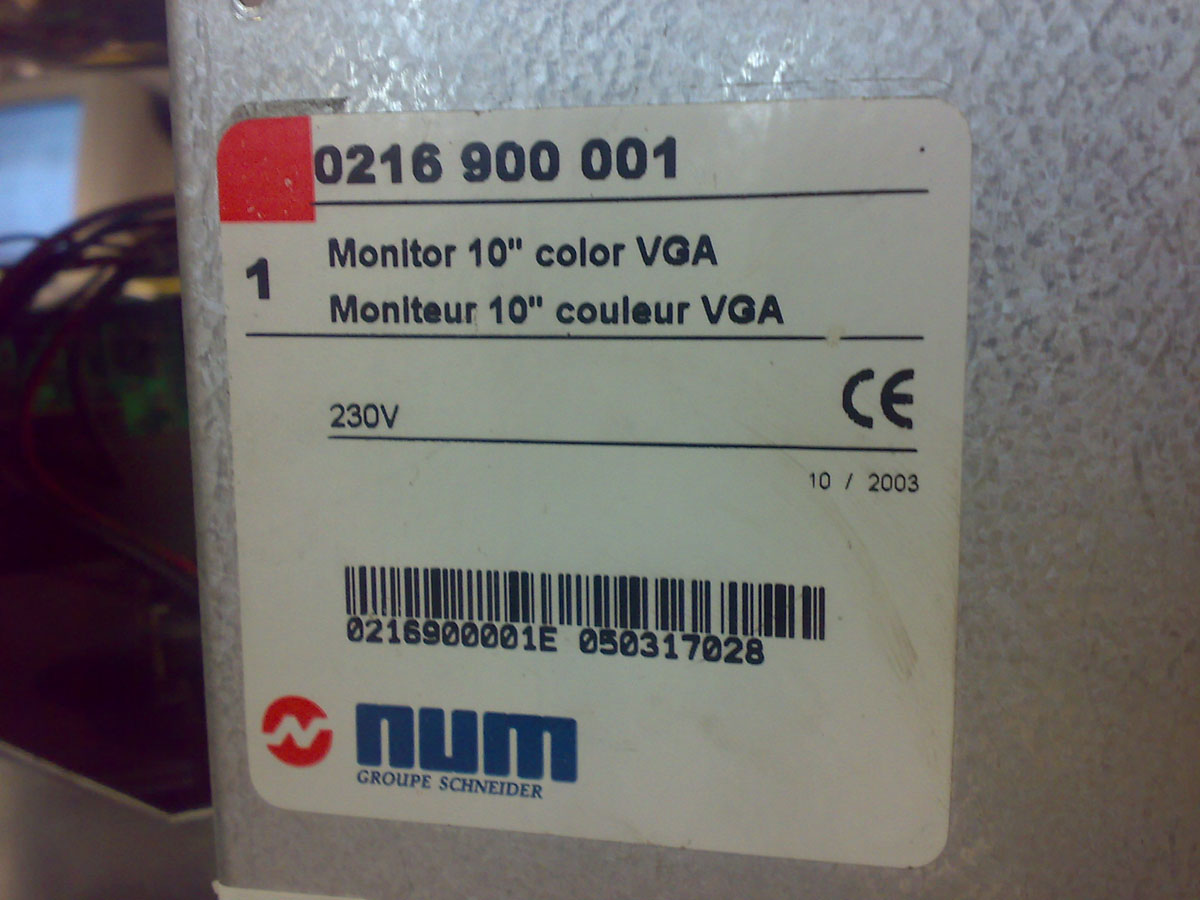 0216 900 001
Monitor 10" color VGA
1
Moniteur 10" couleur VGA
230V
CE
10 / 2003
0216900001E 050317028
num
GROUPE SCHNEIDER